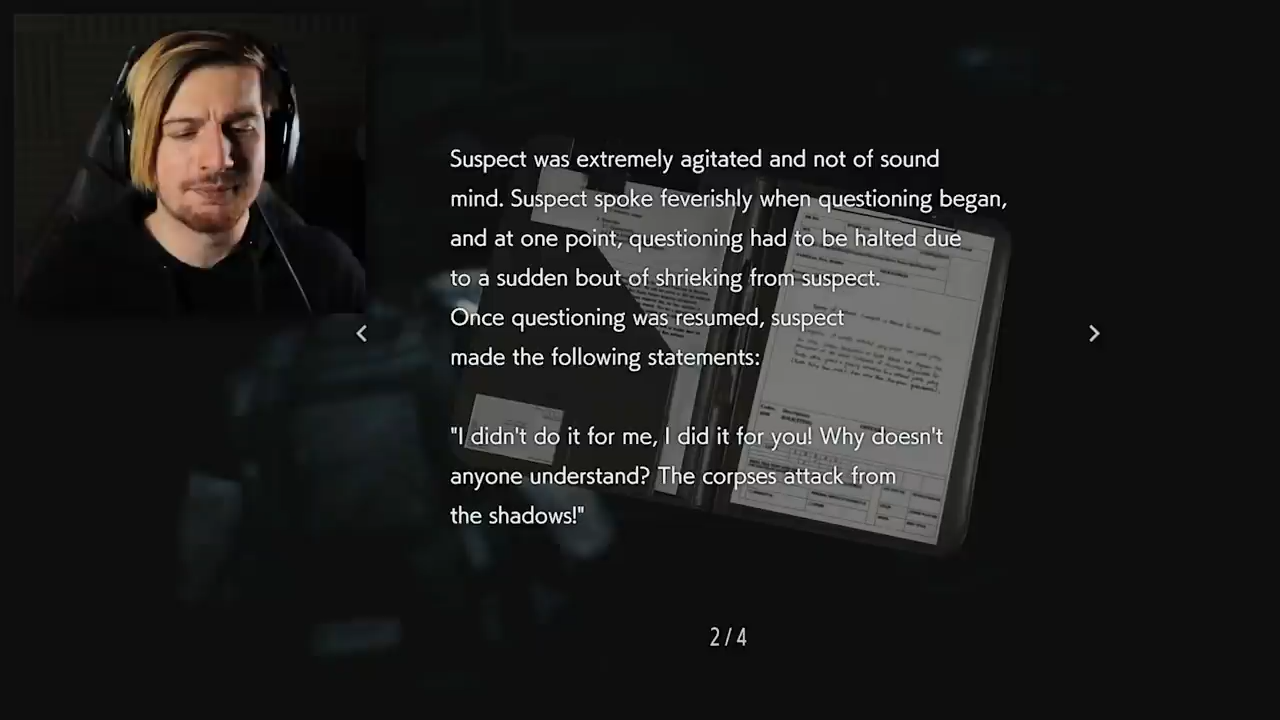 Suspect was extremely agitated and not of sound
mind. Suspect spoke feverishly when questioning began,
and at one point, questioning had to be halted due
to a sudden bout of shrieking from suspect.
Once questioning was resumed, suspect
made the following statements:
"I didn't do it for me, I did it for you! Why doesn't
anyone understand? The corpses attack from
the shadows!"
2 / 4